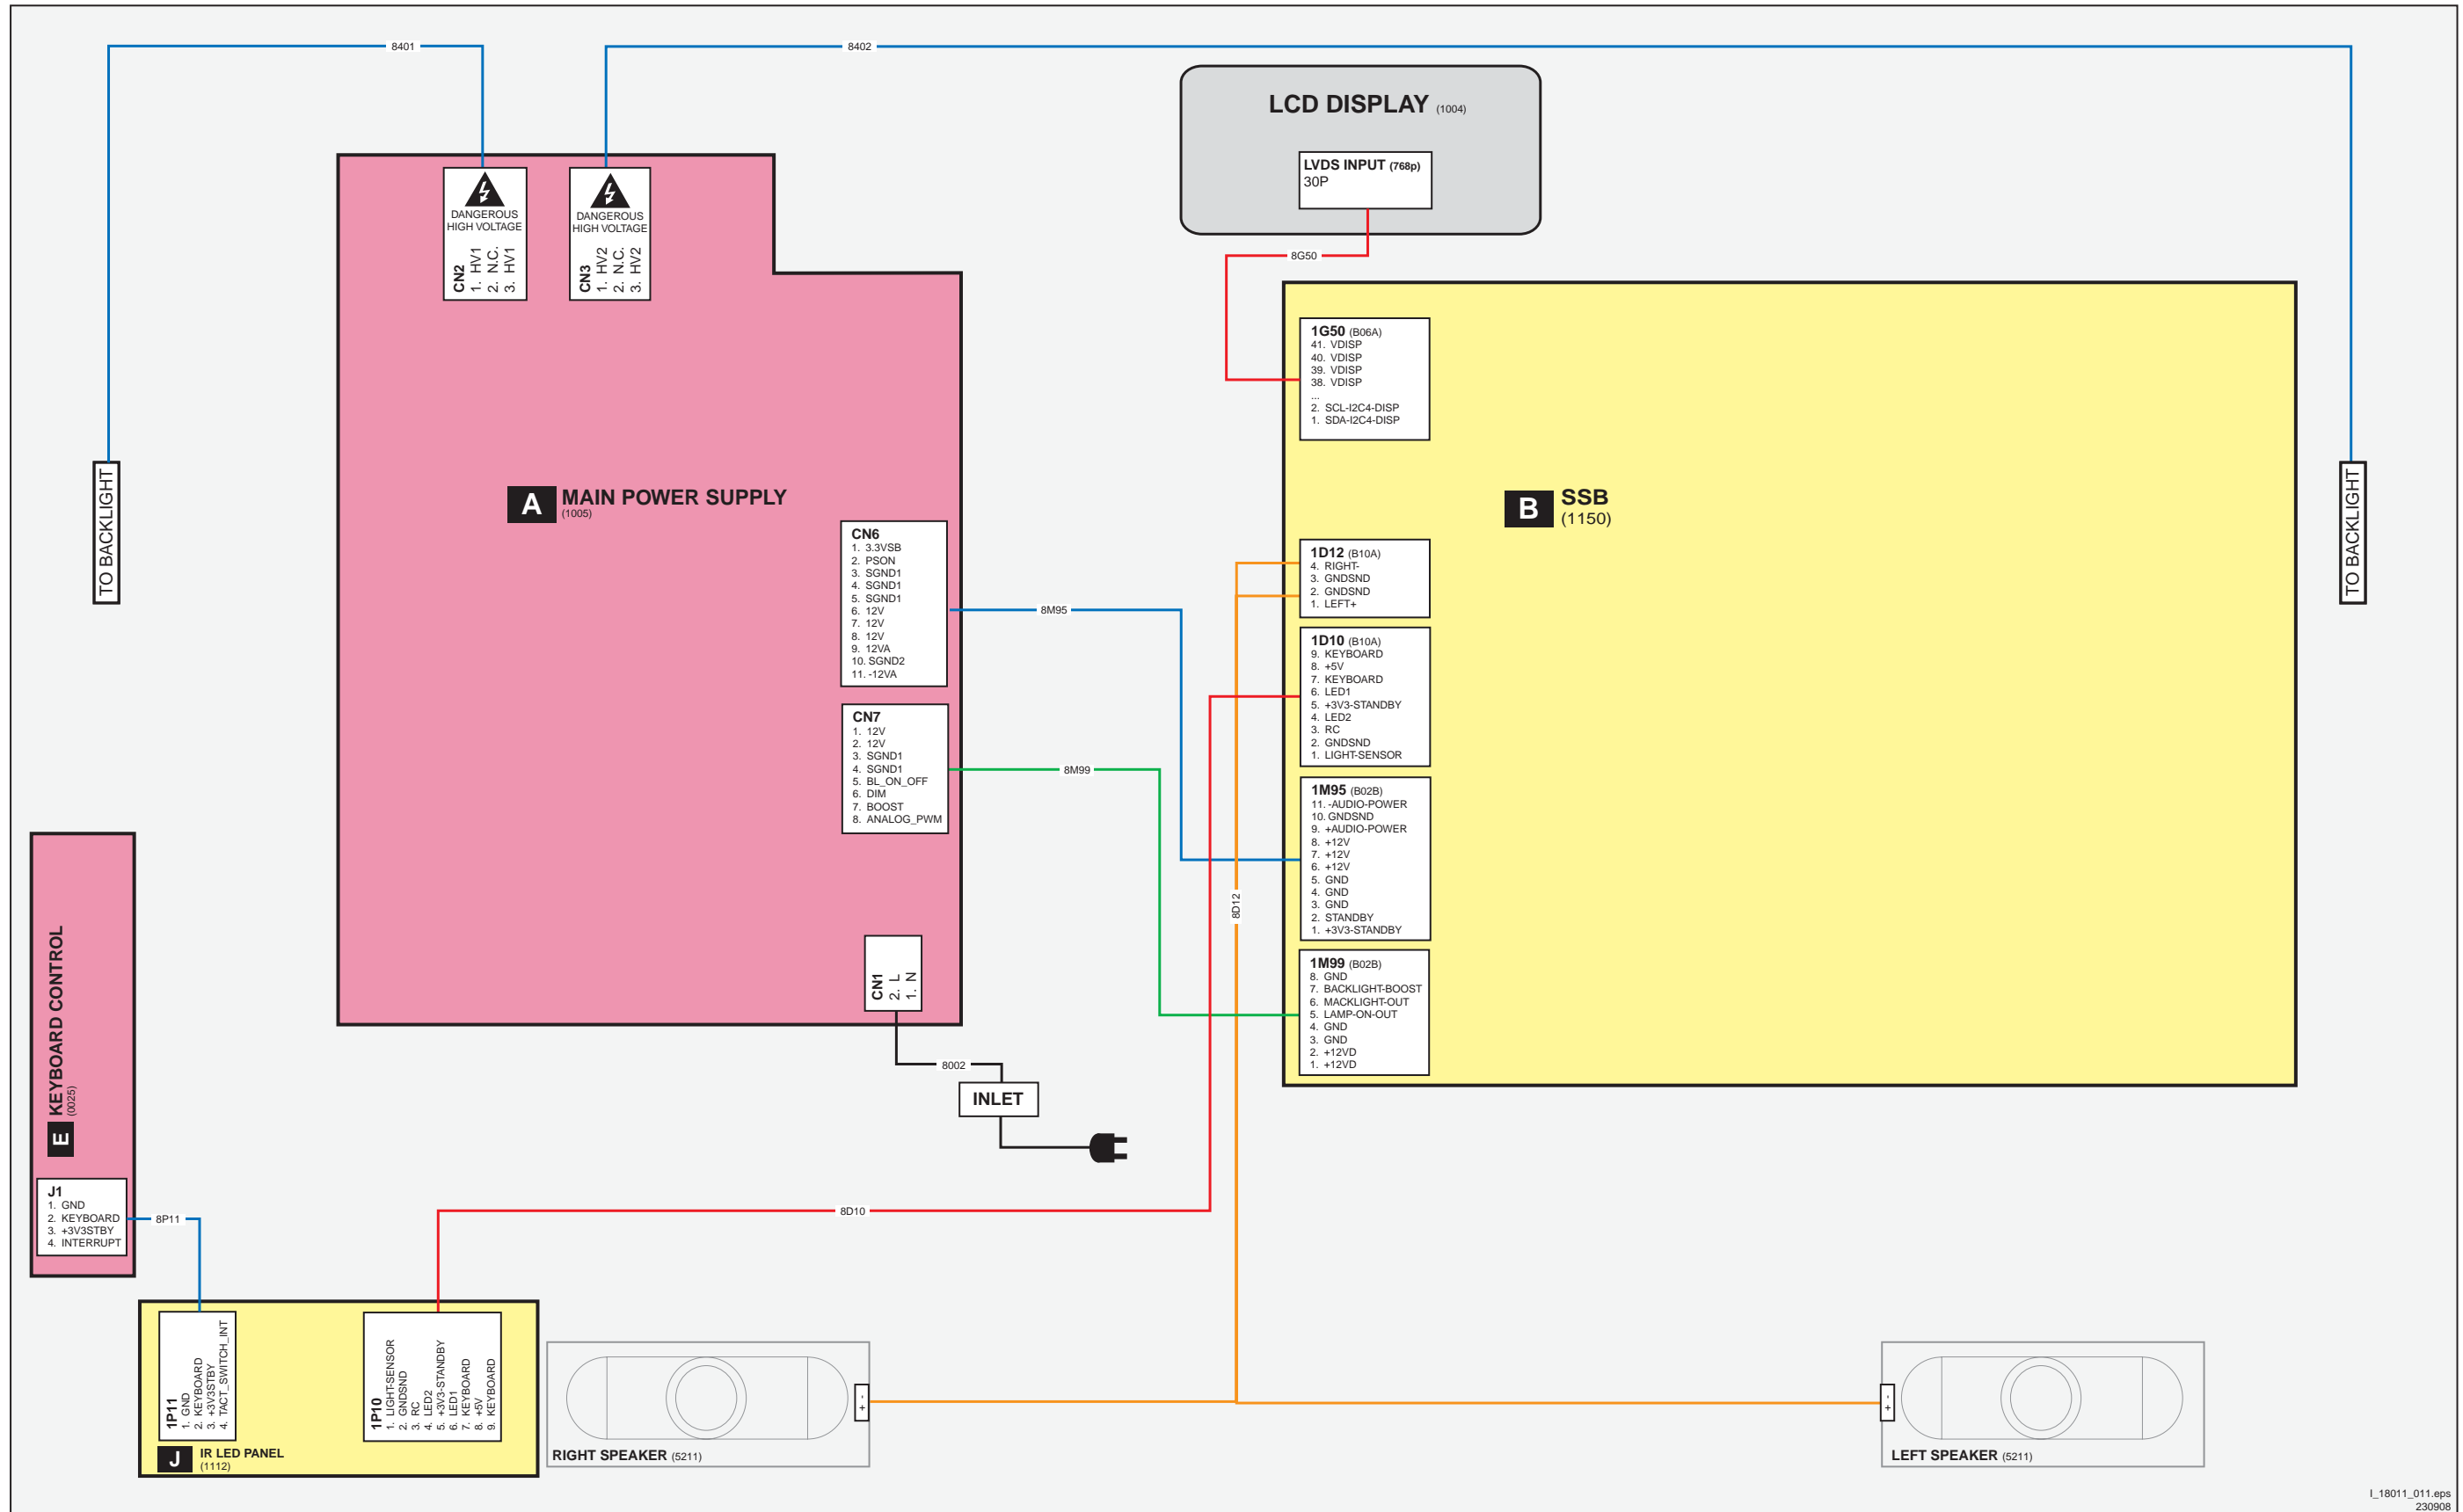 8401
8402
LCD DISPLAY (1004)
LVDS INPUT (768p)
30P
8G50
DANGEROUS
HIGH VOLTAGE
CN2
1. HV1
2. N.C.
3. HV1
DANGEROUS
HIGH VOLTAGE
CN3
1. HV2
2. N.C.
3. HV2
1G50 (B06A)
41. VDISP
40. VDISP
39. VDISP
38. VDISP
...
2. SCL-I2C4-DISP
1. SDA-I2C4-DISP
TO BACKLIGHT
A MAIN POWER SUPPLY
(1005)
B SSB
(1150)
TO BACKLIGHT
CN6
1. 3.3VSB
2. PSON
3. SGND1
4. SGND1
5. SGND1
6. 12V
7. 12V
8. 12V
9. 12VA
10. SGND2
11. -12VA
8M95
1D12 (B10A)
4. RIGHT-
3. GNDSND
2. GNDSND
1. LEFT+
1D10 (B10A)
9. KEYBOARD
8. +5V
7. KEYBOARD
6. LED1
5. +3V3-STANDBY
4. LED2
3. RC
2. GNDSND
1. LIGHT-SENSOR
CN7
1. 12V
2. 12V
3. SGND1
4. SGND1
5. BL_ON_OFF
6. DIM
7. BOOST
8. ANALOG_PWM
8M99
1M95 (B02B)
11. -AUDIO-POWER
10. GNDSND
9. +AUDIO-POWER
8. +12V
7. +12V
6. +12V
5. GND
4. GND
3. GND
2. STANDBY
1. +3V3-STANDBY
8D12
1M99 (B02B)
8. GND
7. BACKLIGHT-BOOST
6. MACKLIGHT-OUT
5. LAMP-ON-OUT
4. GND
3. GND
2. +12VD
1. +12VD
CN1
2. L
1. N
8002
INLET
E KEYBOARD CONTROL
(0025)
J1
1. GND
2. KEYBOARD
3. +3V3STBY
4. INTERRUPT
8P11
8D10
1P11
1. GND
2. KEYBOARD
3. +3V3STBY
4. TACT_SWITCH_INT
1P10
1. LIGHT-SENSOR
2. GNDSND
3. RC
4. LED2
5. +3V3-STANDBY
6. LED1
7. KEYBOARD
8. +5V
9. KEYBOARD
J IR LED PANEL
(1112)
+ -
RIGHT SPEAKER (5211)
+ -
LEFT SPEAKER (5211)
I_18011_011.eps
230908